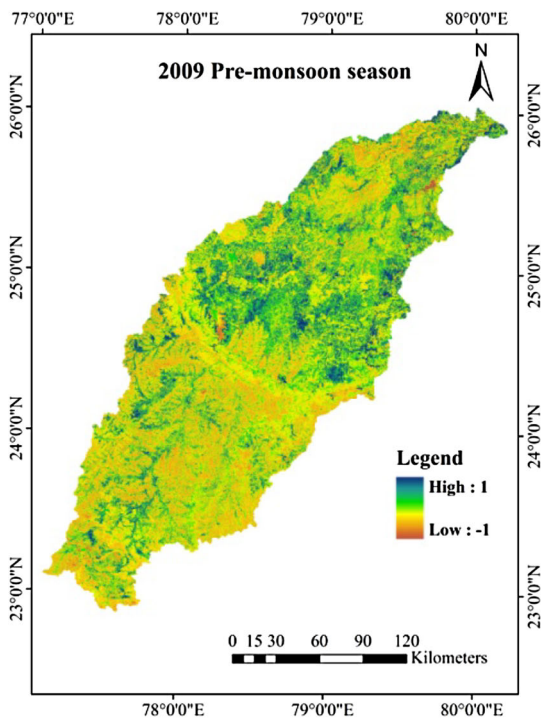 77°0'0"E 78°0'0"E 79°0'0"E 80°0'0"E
2009 Pre-monsoon season
N
26°0'0"N 26°0'0"N
25°0'0"N 25°0'0"N
24°0'0"N 24°0'0"N
Legend
High : 1
Low : -1
23°0'0"N 23°0'0"N
0 15 30 60 90 120
Kilometers
78°0'0"E 79°0'0"E 80°0'0"E